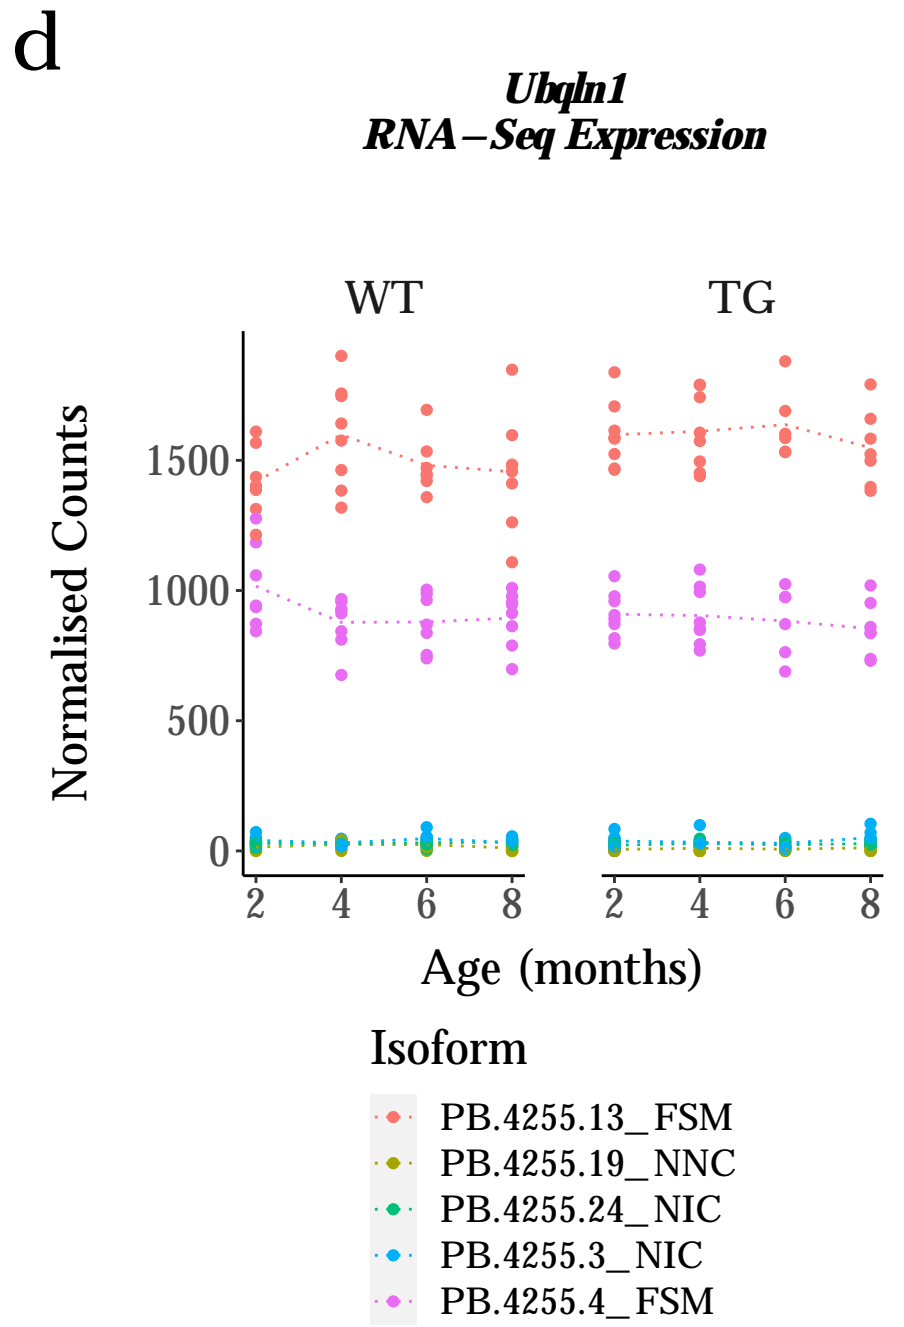 d
Ubqln1
RNA–Seq Expression
WT
TG
Normalised Counts
1500
1000
500
0
2 4 6 8
2 4 6 8
Age (months)
Isoform
PB.4255.13_FSM
PB.4255.19_NNC
PB.4255.24_NIC
PB.4255.3_NIC
PB.4255.4_FSM